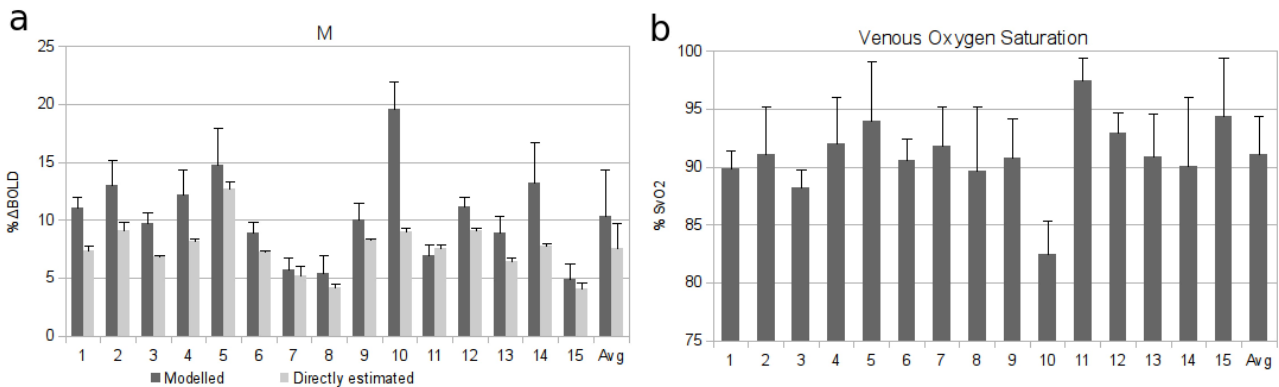 a
M
25
20
15
10
5
0
%ΔBOLD
1 2 3 4 5 6 7 8 9 10 11 12 13 14 15 Avg
Modelled Directly estimated
b
Venous Oxygen Saturation
100
95
90
85
80
75
% SvO2
1 2 3 4 5 6 7 8 9 10 11 12 13 14 15 Avg